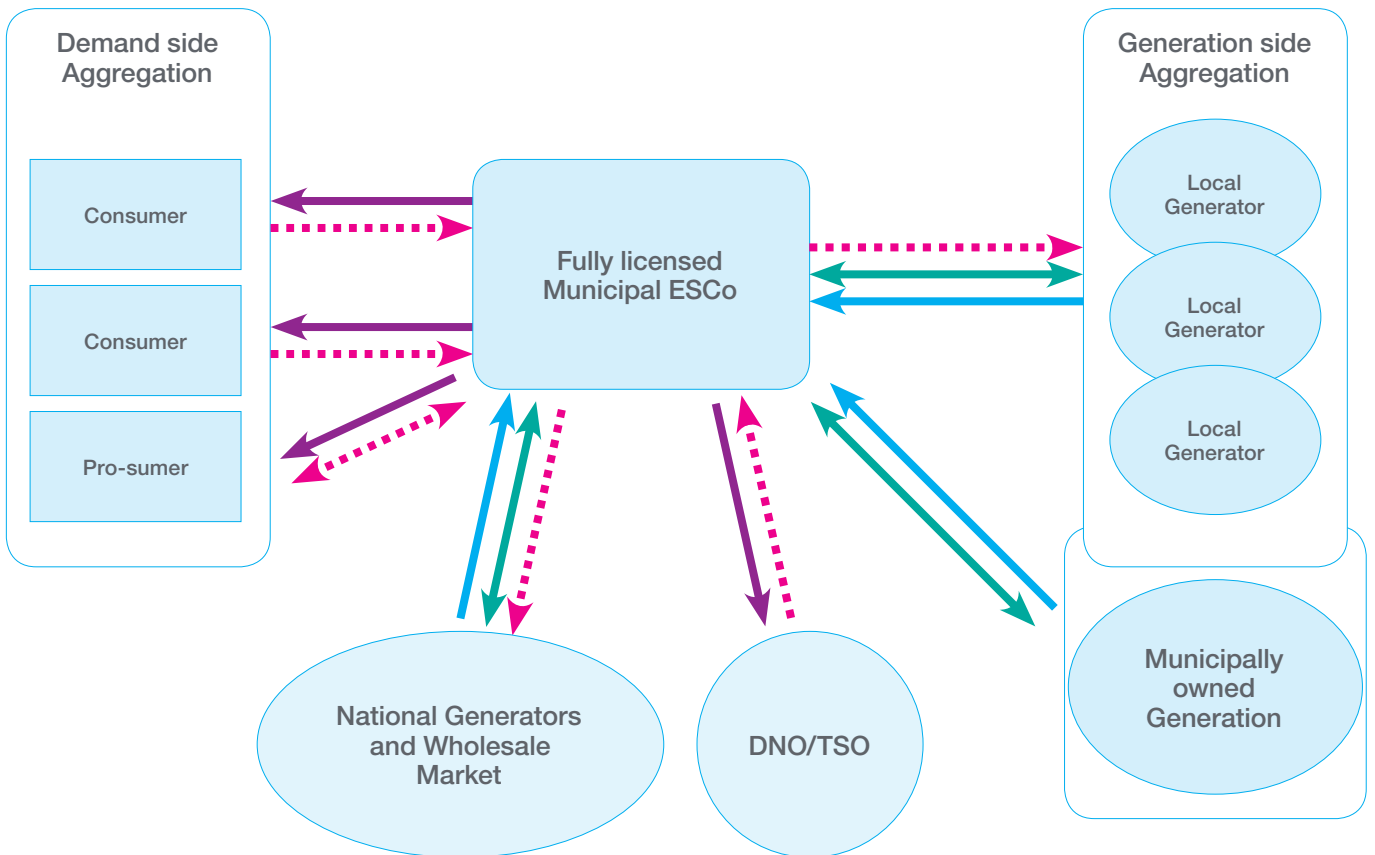 Demand side
Aggregation
Consumer
Consumer
Pro-sumer
Fully licensed
Municipal ESCo
Generation side
Aggregation
Local
Generator
Local
Generator
Local
Generator
Municipally
owned
Generation
National Generators
and Wholesale
Market
DNO/TSO